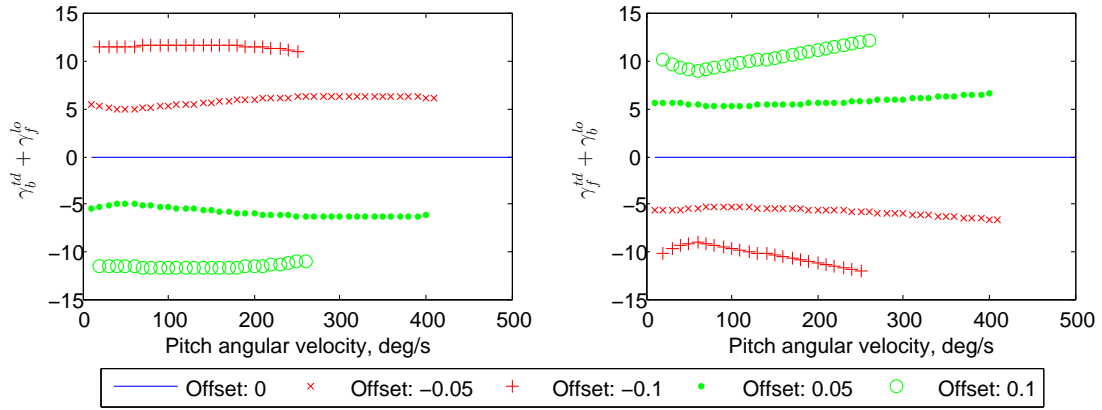 15
10
5
0
−5
−10
−15
0 100 200 300 400 500
γ_b^{td} + γ_f^{lo}
Pitch angular velocity, deg/s
15
10
5
0
−5
−10
−15
0 100 200 300 400 500
γ_f^{td} + γ_b^{lo}
Pitch angular velocity, deg/s
Offset: 0 Offset: −0.05 Offset: −0.1 Offset: 0.05 Offset: 0.1